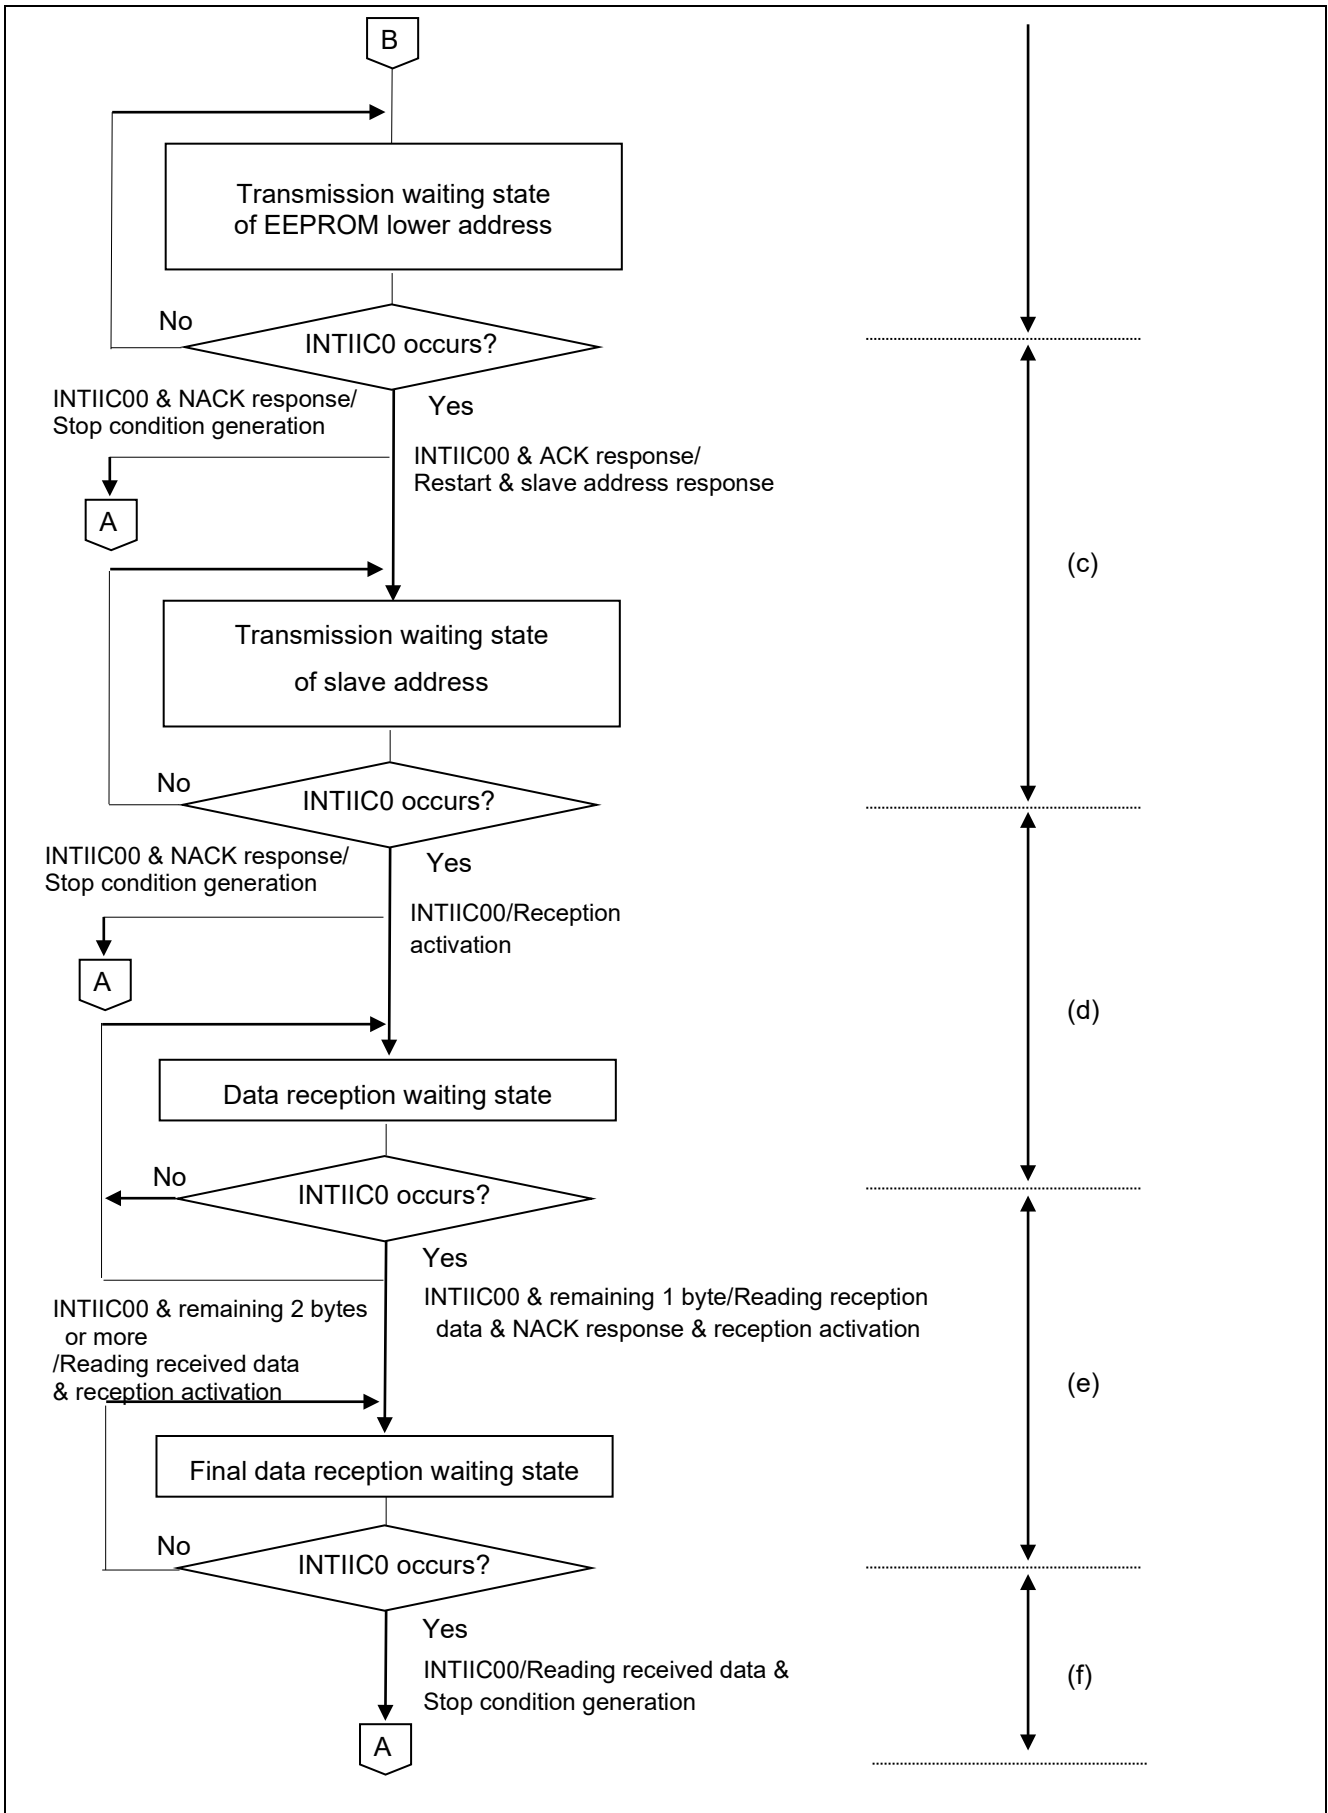 B
Transmission waiting state
of EEPROM lower address
No
INTIIC0 occurs?
INTIIC00 & NACK response/
Stop condition generation
Yes
INTIIC00 & ACK response/
Restart & slave address response
A
(c)
Transmission waiting state
of slave address
No
INTIIC0 occurs?
INTIIC00 & NACK response/
Stop condition generation
Yes
INTIIC00/Reception
activation
A
(d)
Data reception waiting state
No
INTIIC0 occurs?
Yes
INTIIC00 & remaining 1 byte/Reading reception
data & NACK response & reception activation
INTIIC00 & remaining 2 bytes
or more
/Reading received data
& reception activation
(e)
Final data reception waiting state
No
INTIIC0 occurs?
Yes
INTIIC00/Reading received data &
Stop condition generation
(f)
A